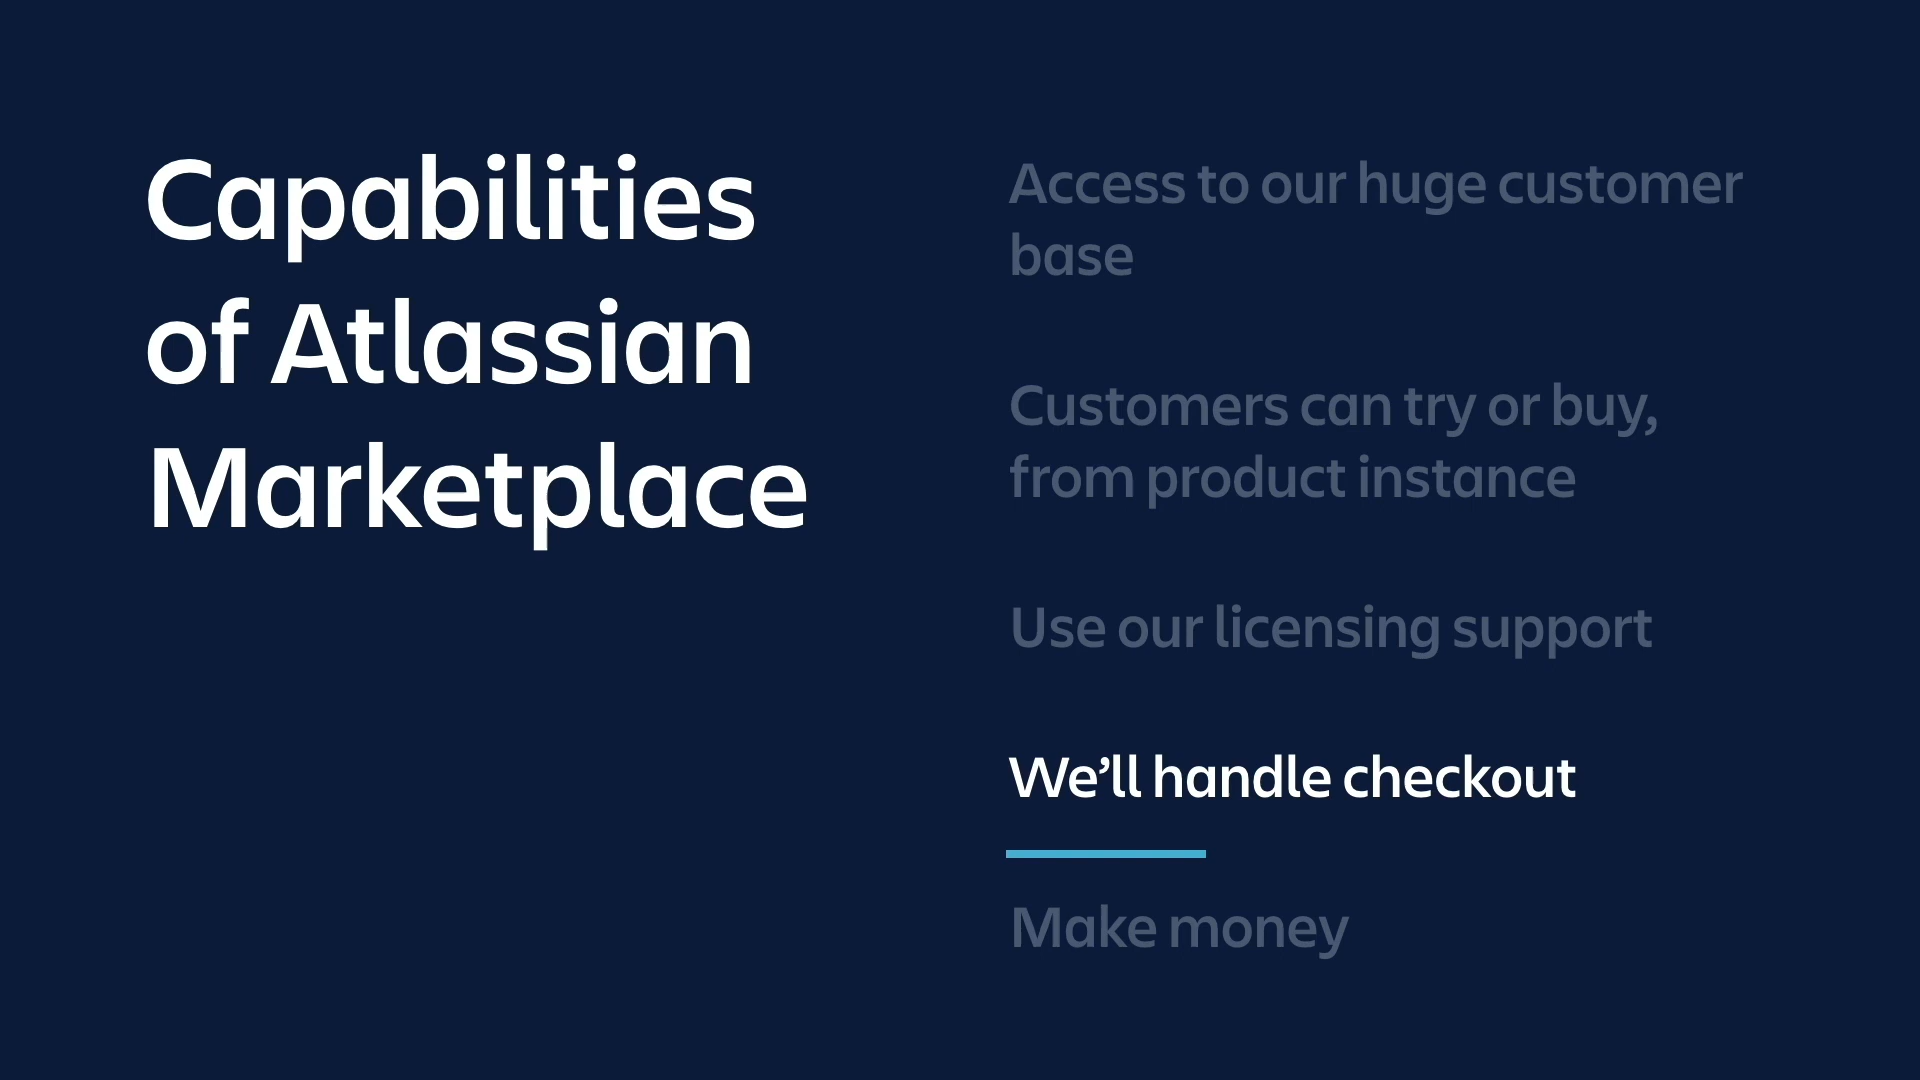 Capabilities
of Atlassian
Marketplace
Access to our huge customer
base
Customers can try or buy,
from product instance
Use our licensing support
We’ll handle checkout
Make money